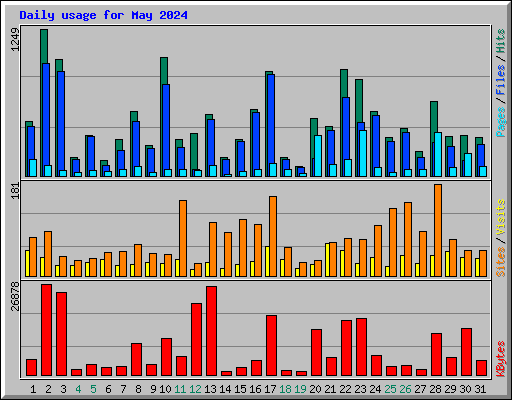 Daily usage for May 2024
1249
Pages / Files / Hits
181
Sites / Visits
26878
KBytes
1 2 3 4 5 6 7 8 9 10 11 12 13 14 15 16 17 18 19 20 21 22 23 24 25 26 27 28 29 30 31